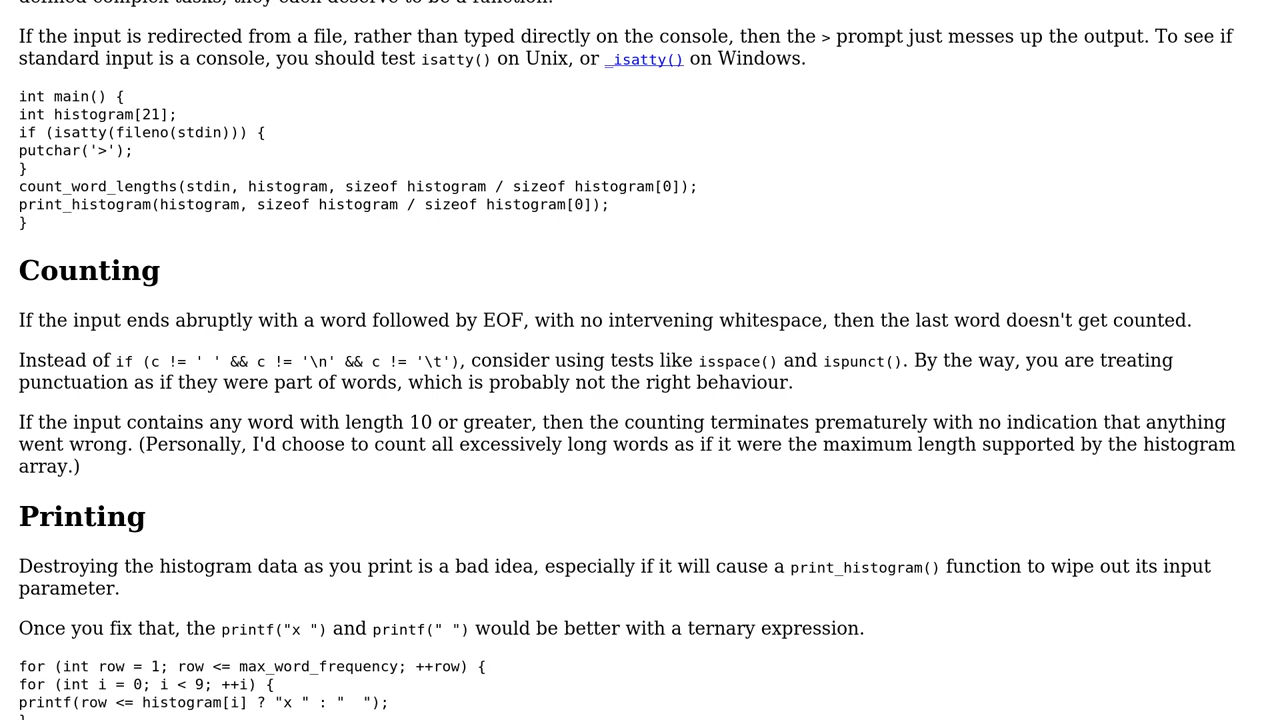 defined complex tasks, they each deserve to be a function.
If the input is redirected from a file, rather than typed directly on the console, then the > prompt just messes up the output. To see if
standard input is a console, you should test isatty() on Unix, or _isatty() on Windows.
int main() {
int histogram[21];
if (isatty(fileno(stdin))) {
putchar('>');
}
count_word_lengths(stdin, histogram, sizeof histogram / sizeof histogram[0]);
print_histogram(histogram, sizeof histogram / sizeof histogram[0]);
}
Counting
If the input ends abruptly with a word followed by EOF, with no intervening whitespace, then the last word doesn't get counted.
Instead of if (c != ' ' && c != '\n' && c != '\t'), consider using tests like isspace() and ispunct(). By the way, you are treating
punctuation as if they were part of words, which is probably not the right behaviour.
If the input contains any word with length 10 or greater, then the counting terminates prematurely with no indication that anything
went wrong. (Personally, I'd choose to count all excessively long words as if it were the maximum length supported by the histogram
array.)
Printing
Destroying the histogram data as you print is a bad idea, especially if it will cause a print_histogram() function to wipe out its input
parameter.
Once you fix that, the printf("x ") and printf(" ") would be better with a ternary expression.
for (int row = 1; row <= max_word_frequency; ++row) {
for (int i = 0; i < 9; ++i) {
printf(row <= histogram[i] ? "x " : "  ");
}